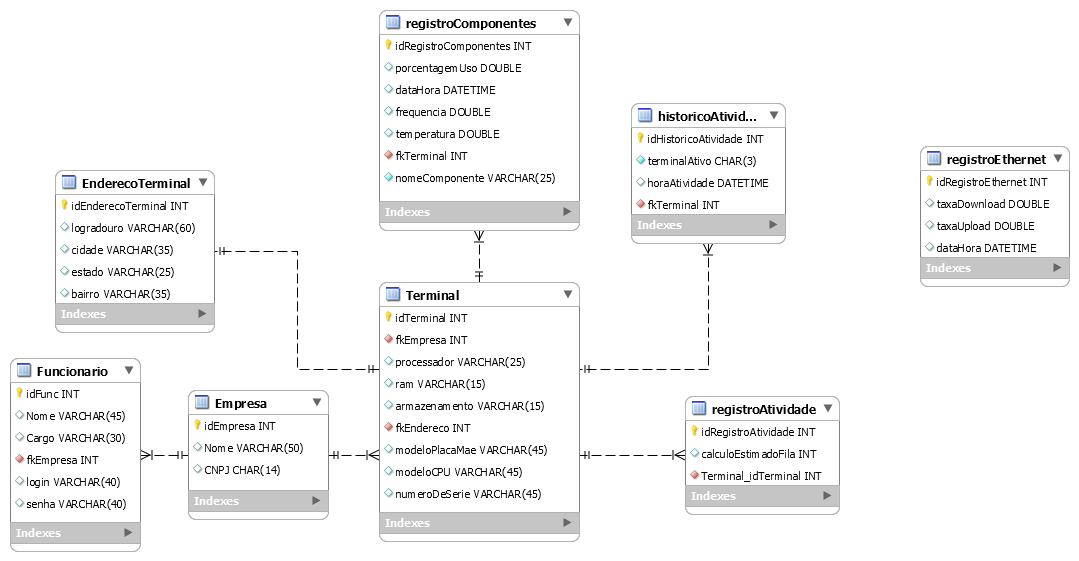 registroComponentes
idRegistroComponentes INT
porcentagemUso DOUBLE
dataHora DATETIME
frequencia DOUBLE
temperatura DOUBLE
fkTerminal INT
nomeComponente VARCHAR(25)
Indexes
historicoAtivid...
idHistoricoAtividade INT
terminalAtivo CHAR(3)
horaAtividade DATETIME
fkTerminal INT
Indexes
registroEthernet
idRegistroEthernet INT
taxaDownload DOUBLE
taxaUpload DOUBLE
dataHora DATETIME
Indexes
EnderecoTerminal
idEnderecoTerminal INT
logradouro VARCHAR(60)
cidade VARCHAR(35)
estado VARCHAR(25)
bairro VARCHAR(35)
Indexes
Terminal
idTerminal INT
fkEmpresa INT
processador VARCHAR(25)
ram VARCHAR(15)
armazenamento VARCHAR(15)
fkEndereco INT
modeloPlacaMae VARCHAR(45)
modeloCPU VARCHAR(45)
numeroDeSerie VARCHAR(45)
Indexes
Funcionario
idFunc INT
Nome VARCHAR(45)
Cargo VARCHAR(30)
fkEmpresa INT
login VARCHAR(40)
senha VARCHAR(40)
Indexes
Empresa
idEmpresa INT
Nome VARCHAR(50)
CNPJ CHAR(14)
Indexes
registroAtividade
idRegistroAtividade INT
calculoEstimadoFila INT
Terminal_idTerminal INT
Indexes